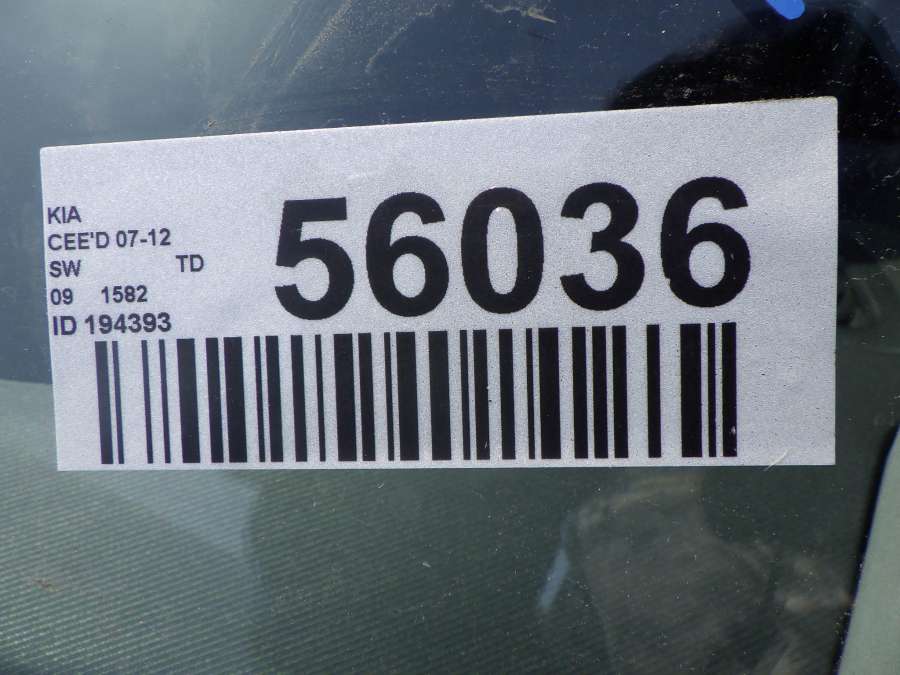 KIA
CEE'D 07-12
SW TD
09 1582
ID 194393
56036